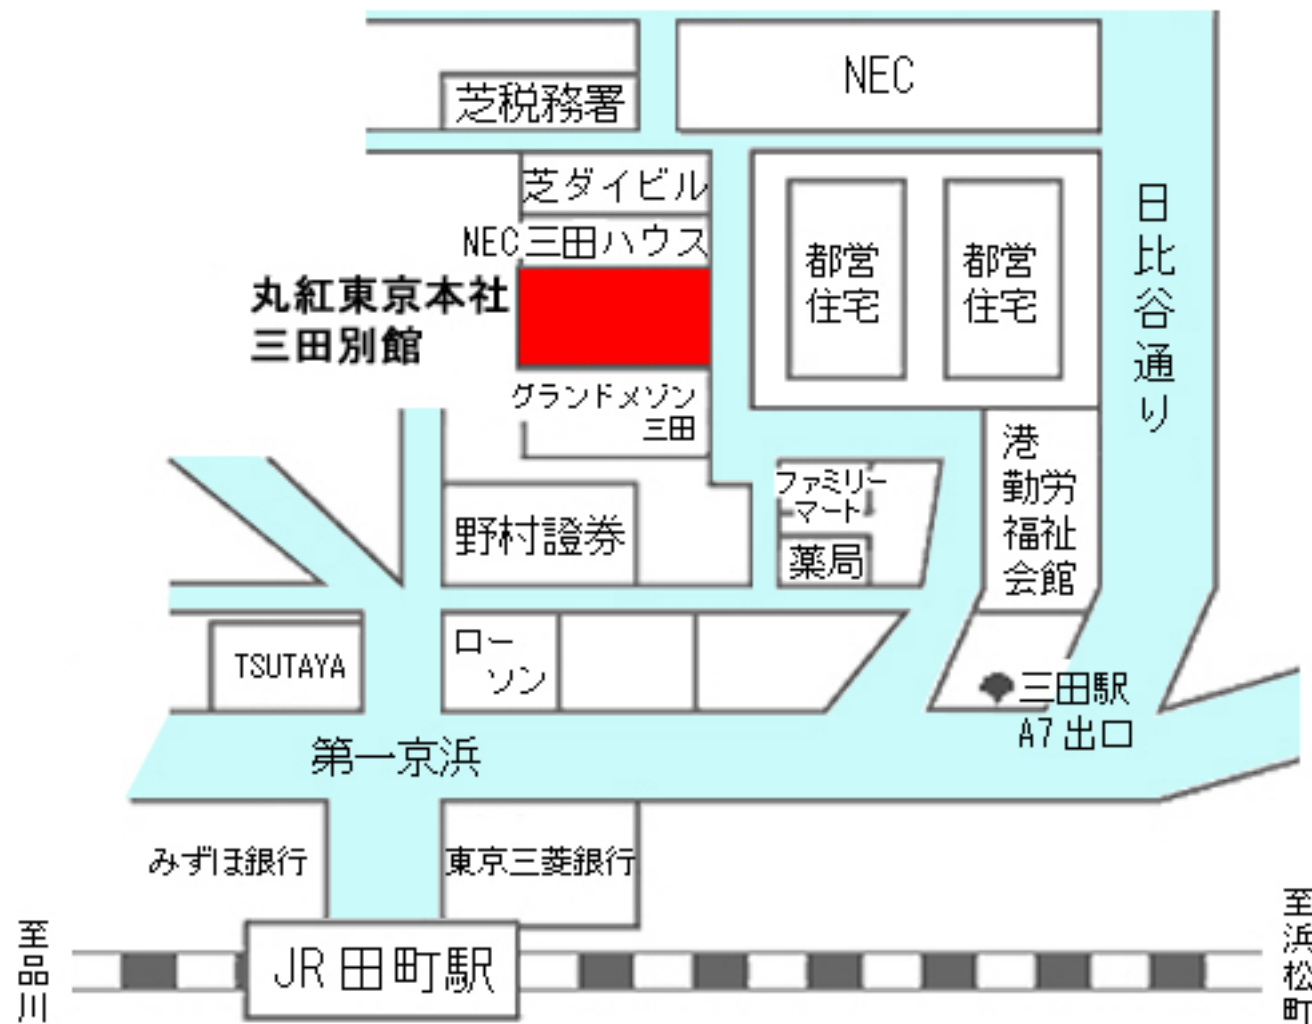 NEC
芝税務署
芝ダイビル
NEC三田ハウス
丸紅東京本社
三田別館
グランドメゾン
三田
都営
住宅
都営
住宅
日比谷通り
港
勤労
福祉
会館
ファミリー
マート
薬局
野村證券
TSUTAYA
ロー
ソン
三田駅
A7出口
第一京浜
みずほ銀行
東京三菱銀行
JR田町駅
至品川
至浜松町